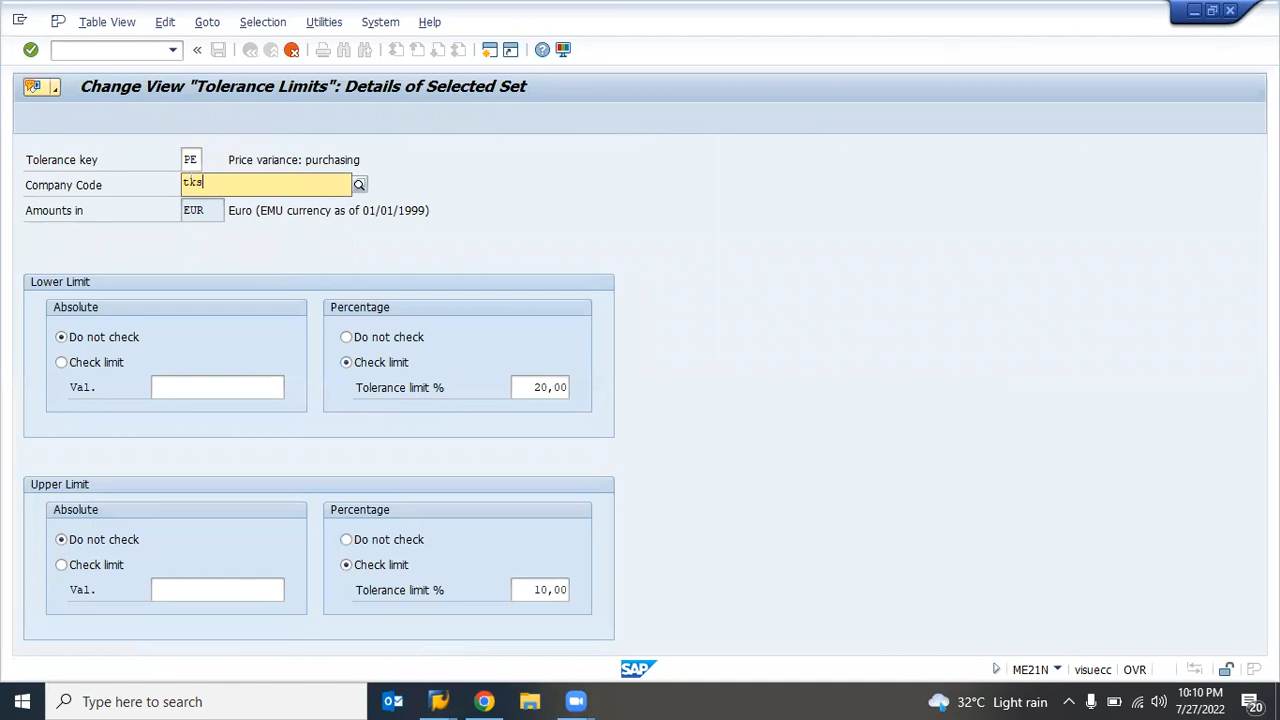 Table View Edit Goto Selection Utilities System Help
Change View "Tolerance Limits": Details of Selected Set
Tolerance key PE Price variance: purchasing
Company Code tks
Amounts in EUR Euro (EMU currency as of 01/01/1999)
Lower Limit
Absolute Percentage
Do not check Do not check
Check limit Check limit
Val. Tolerance limit % 20,00
Upper Limit
Absolute Percentage
Do not check Do not check
Check limit Check limit
Val. Tolerance limit % 10,00
SAP ME21N visuecc OVR
Type here to search 32°C Light rain 10:10 PM
7/27/2022 20